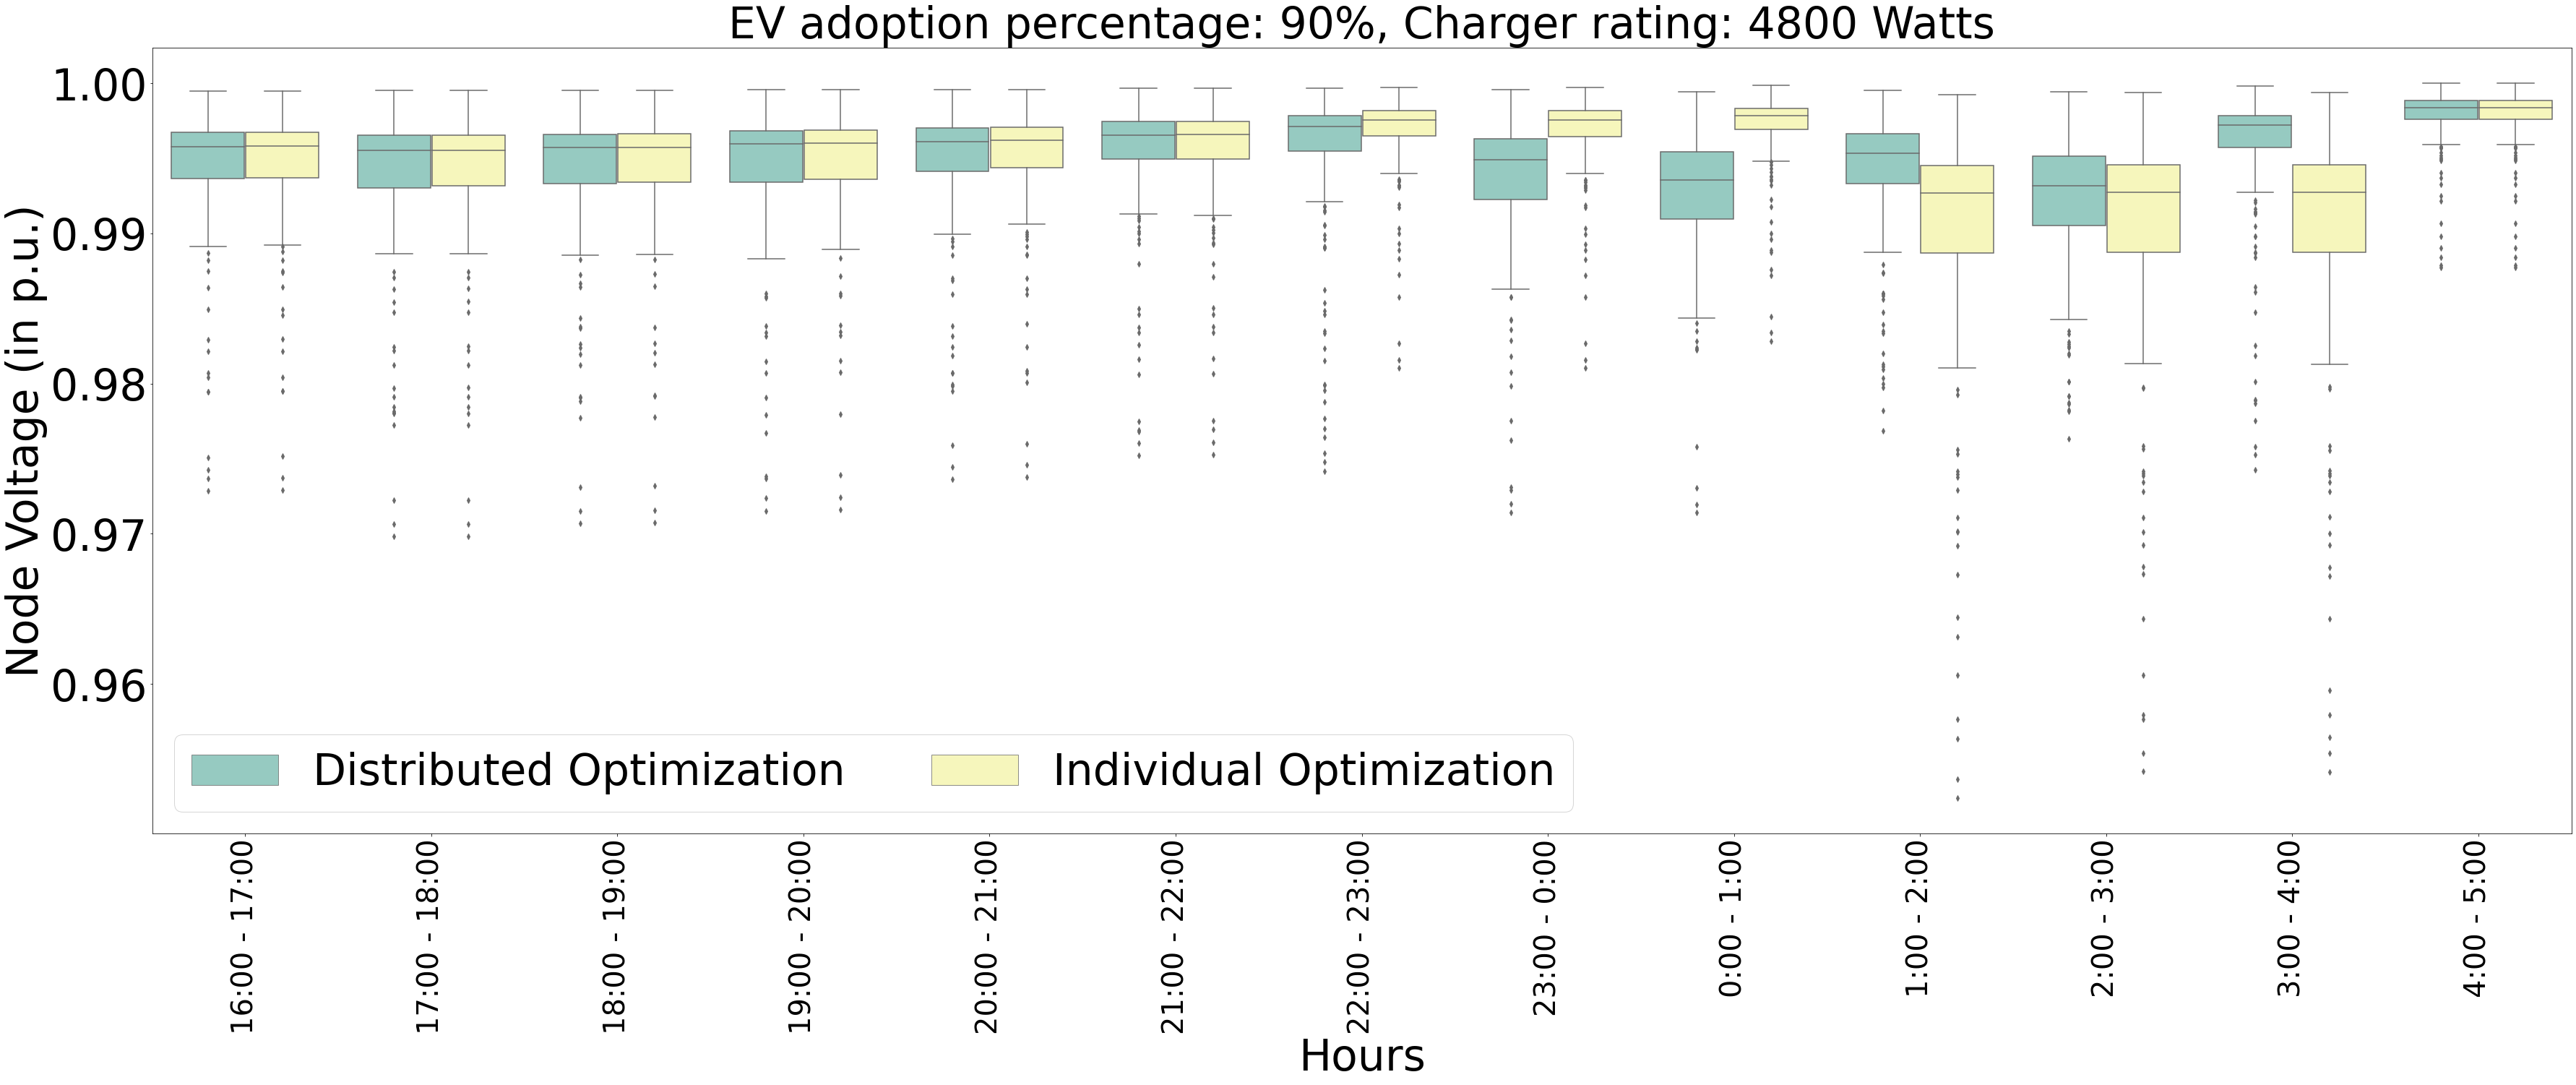 EV adoption percentage: 90%, Charger rating: 4800 Watts
Node Voltage (in p.u.)
1.00
0.99
0.98
0.97
0.96
Distributed Optimization
Individual Optimization
16:00 - 17:00
17:00 - 18:00
18:00 - 19:00
19:00 - 20:00
20:00 - 21:00
21:00 - 22:00
22:00 - 23:00
23:00 - 0:00
0:00 - 1:00
1:00 - 2:00
2:00 - 3:00
3:00 - 4:00
4:00 - 5:00
Hours